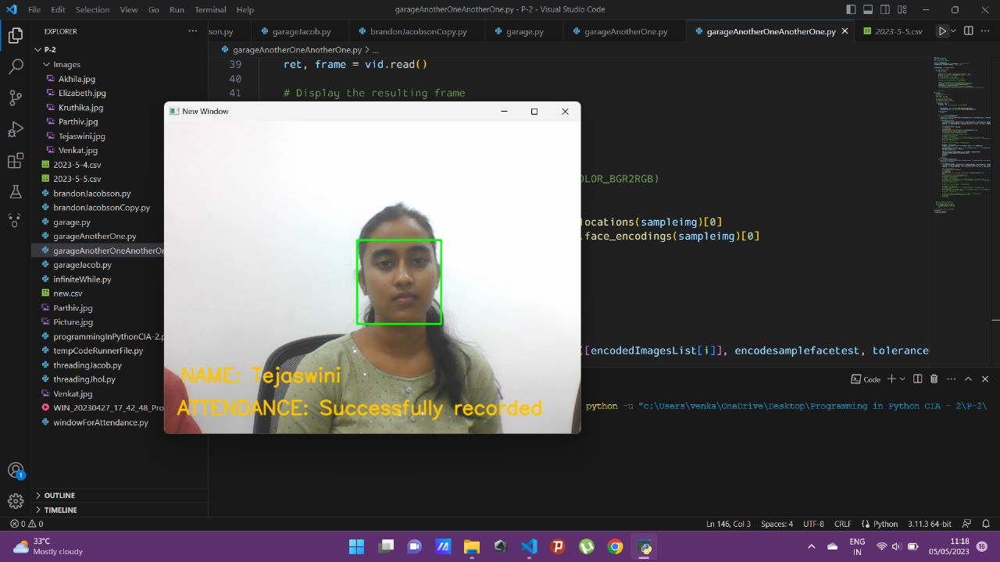 File Edit Selection View Go Run Terminal Help
garageAnotherOneAnotherOne.py - P-2 - Visual Studio Code
EXPLORER
son.py garageJacob.py brandonJacobsonCopy.py garage.py garageAnotherOne.py garageAnotherOneAnotherOne.py 2023-5-5.csv
garageAnotherOneAnotherOne.py > ...
P-2
Images
Akhila.jpg
Elizabeth.jpg
Kruthika.jpg
Parthiv.jpg
Tejaswini.jpg
Venkat.jpg
2023-5-4.csv
2023-5-5.csv
brandonJacobson.py
brandonJacobsonCopy.py
garage.py
garageAnotherOne.py
garageAnotherOneAnotherOn
garageJacob.py
infiniteWhile.py
new.csv
Parthiv.jpg
Picture.jpg
programmingInPythonCIA-2.p
tempCodeRunnerFile.py
threadingJacob.py
threadingJhol.py
Venkat.jpg
WIN_20230427_17_42_48_Pro
windowForAttendance.py
OUTLINE
TIMELINE
39 ret, frame = vid.read()
40
41 # Display the resulting frame
New Window
OLOR_BGR2RGB)
locations(sampleimg)[0]
.face_encodings(sampleimg)[0]
([encodedImagesList[i]], encodesamplefacetest, tolerance
NAME: Tejaswini
ATTENDANCE: Successfully recorded
Code
python -u "c:\Users\venka\OneDrive\Desktop\Programming in Python CIA - 2\P-2\
1
0 0
Ln 146, Col 3 Spaces: 4 UTF-8 CRLF Python 3.11.3 64-bit
33°C
Mostly cloudy
ENG
IN
11:18
05/05/2023
16